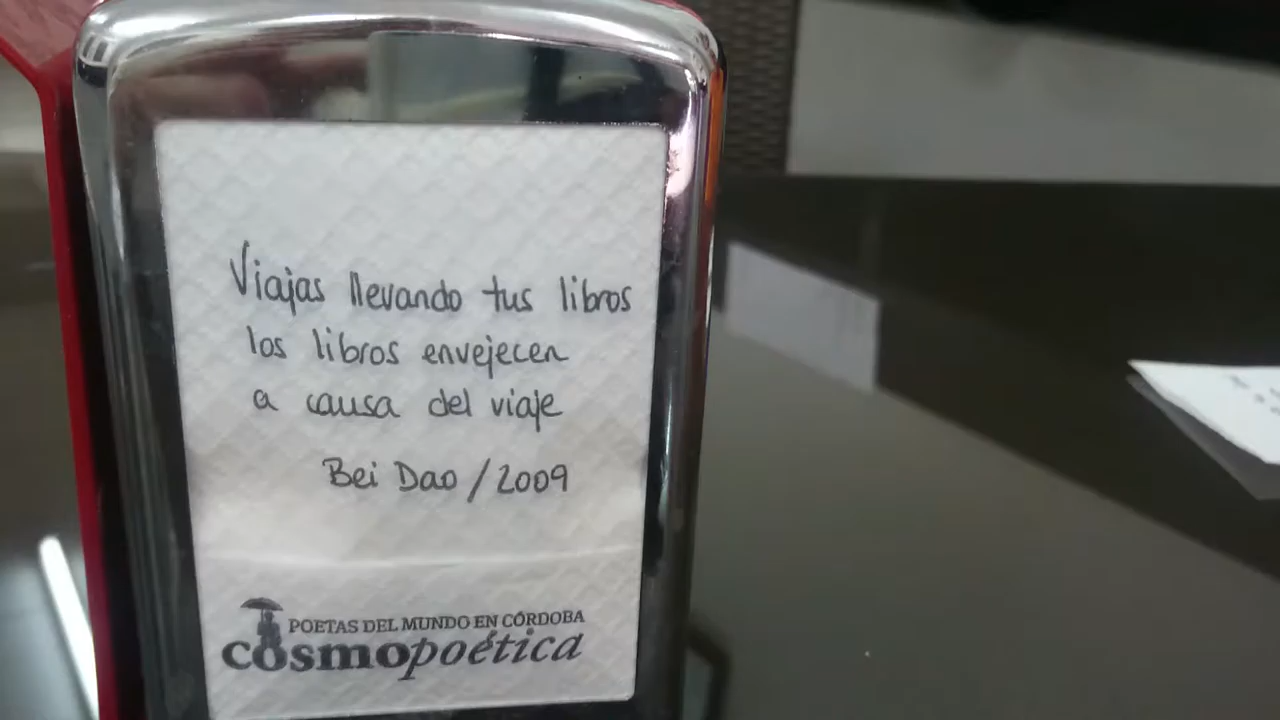 Viajas llevando tus libros
los libros envejecen
a causa del viaje
Bei Dao / 2009
POETAS DEL MUNDO EN CÓRDOBA
cosmopoética